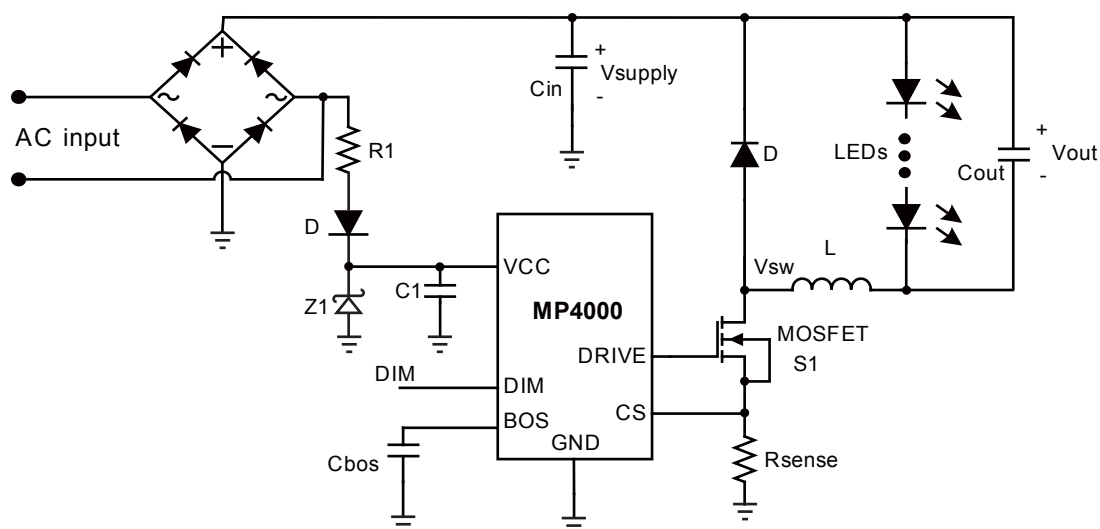 +
Vsupply
-
Cin
AC input
R1
D
D
LEDs
Cout
+
Vout
-
D
Vsw
L
VCC
C1
Z1
MP4000
MOSFET
S1
DRIVE
DIM
DIM
CS
BOS
GND
Cbos
Rsense